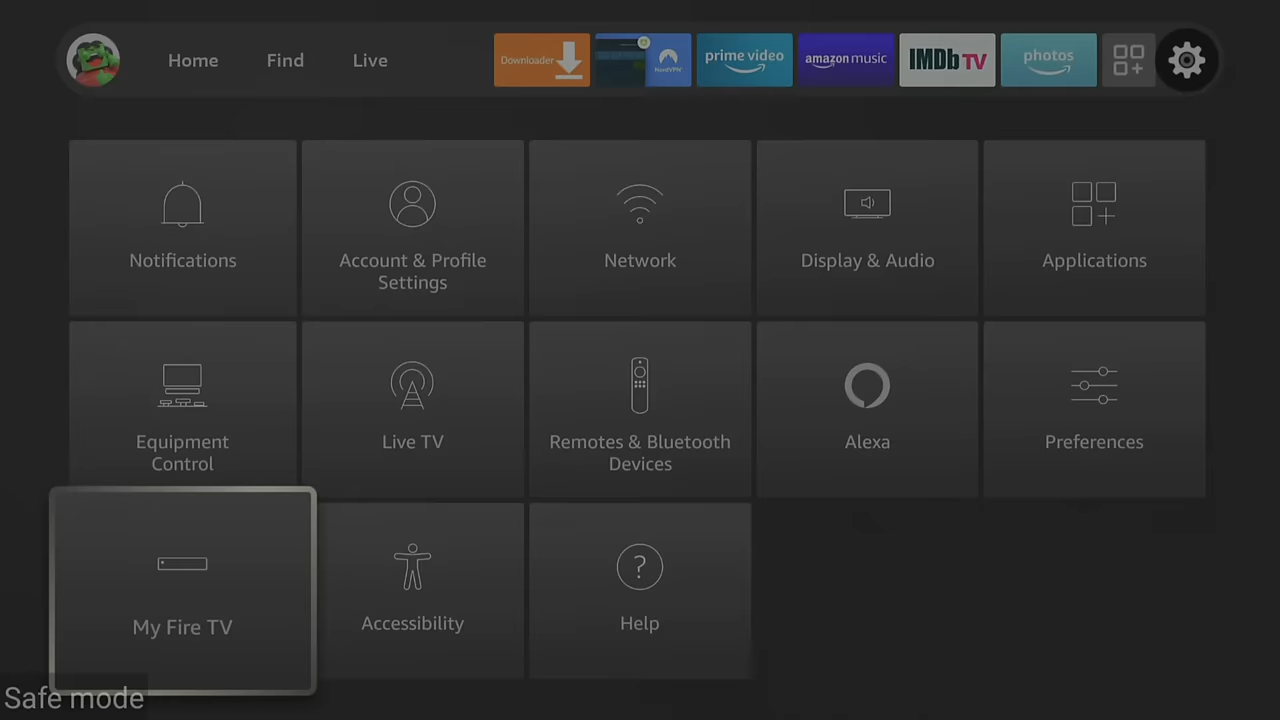 Home
Find
Live
Downloader
NordVPN
prime video
amazon music
IMDb TV
photos
Notifications
Account & Profile
Settings
Network
Display & Audio
Applications
Equipment
Control
Live TV
Remotes & Bluetooth
Devices
Alexa
Preferences
My Fire TV
Accessibility
?
Help
Safe mode